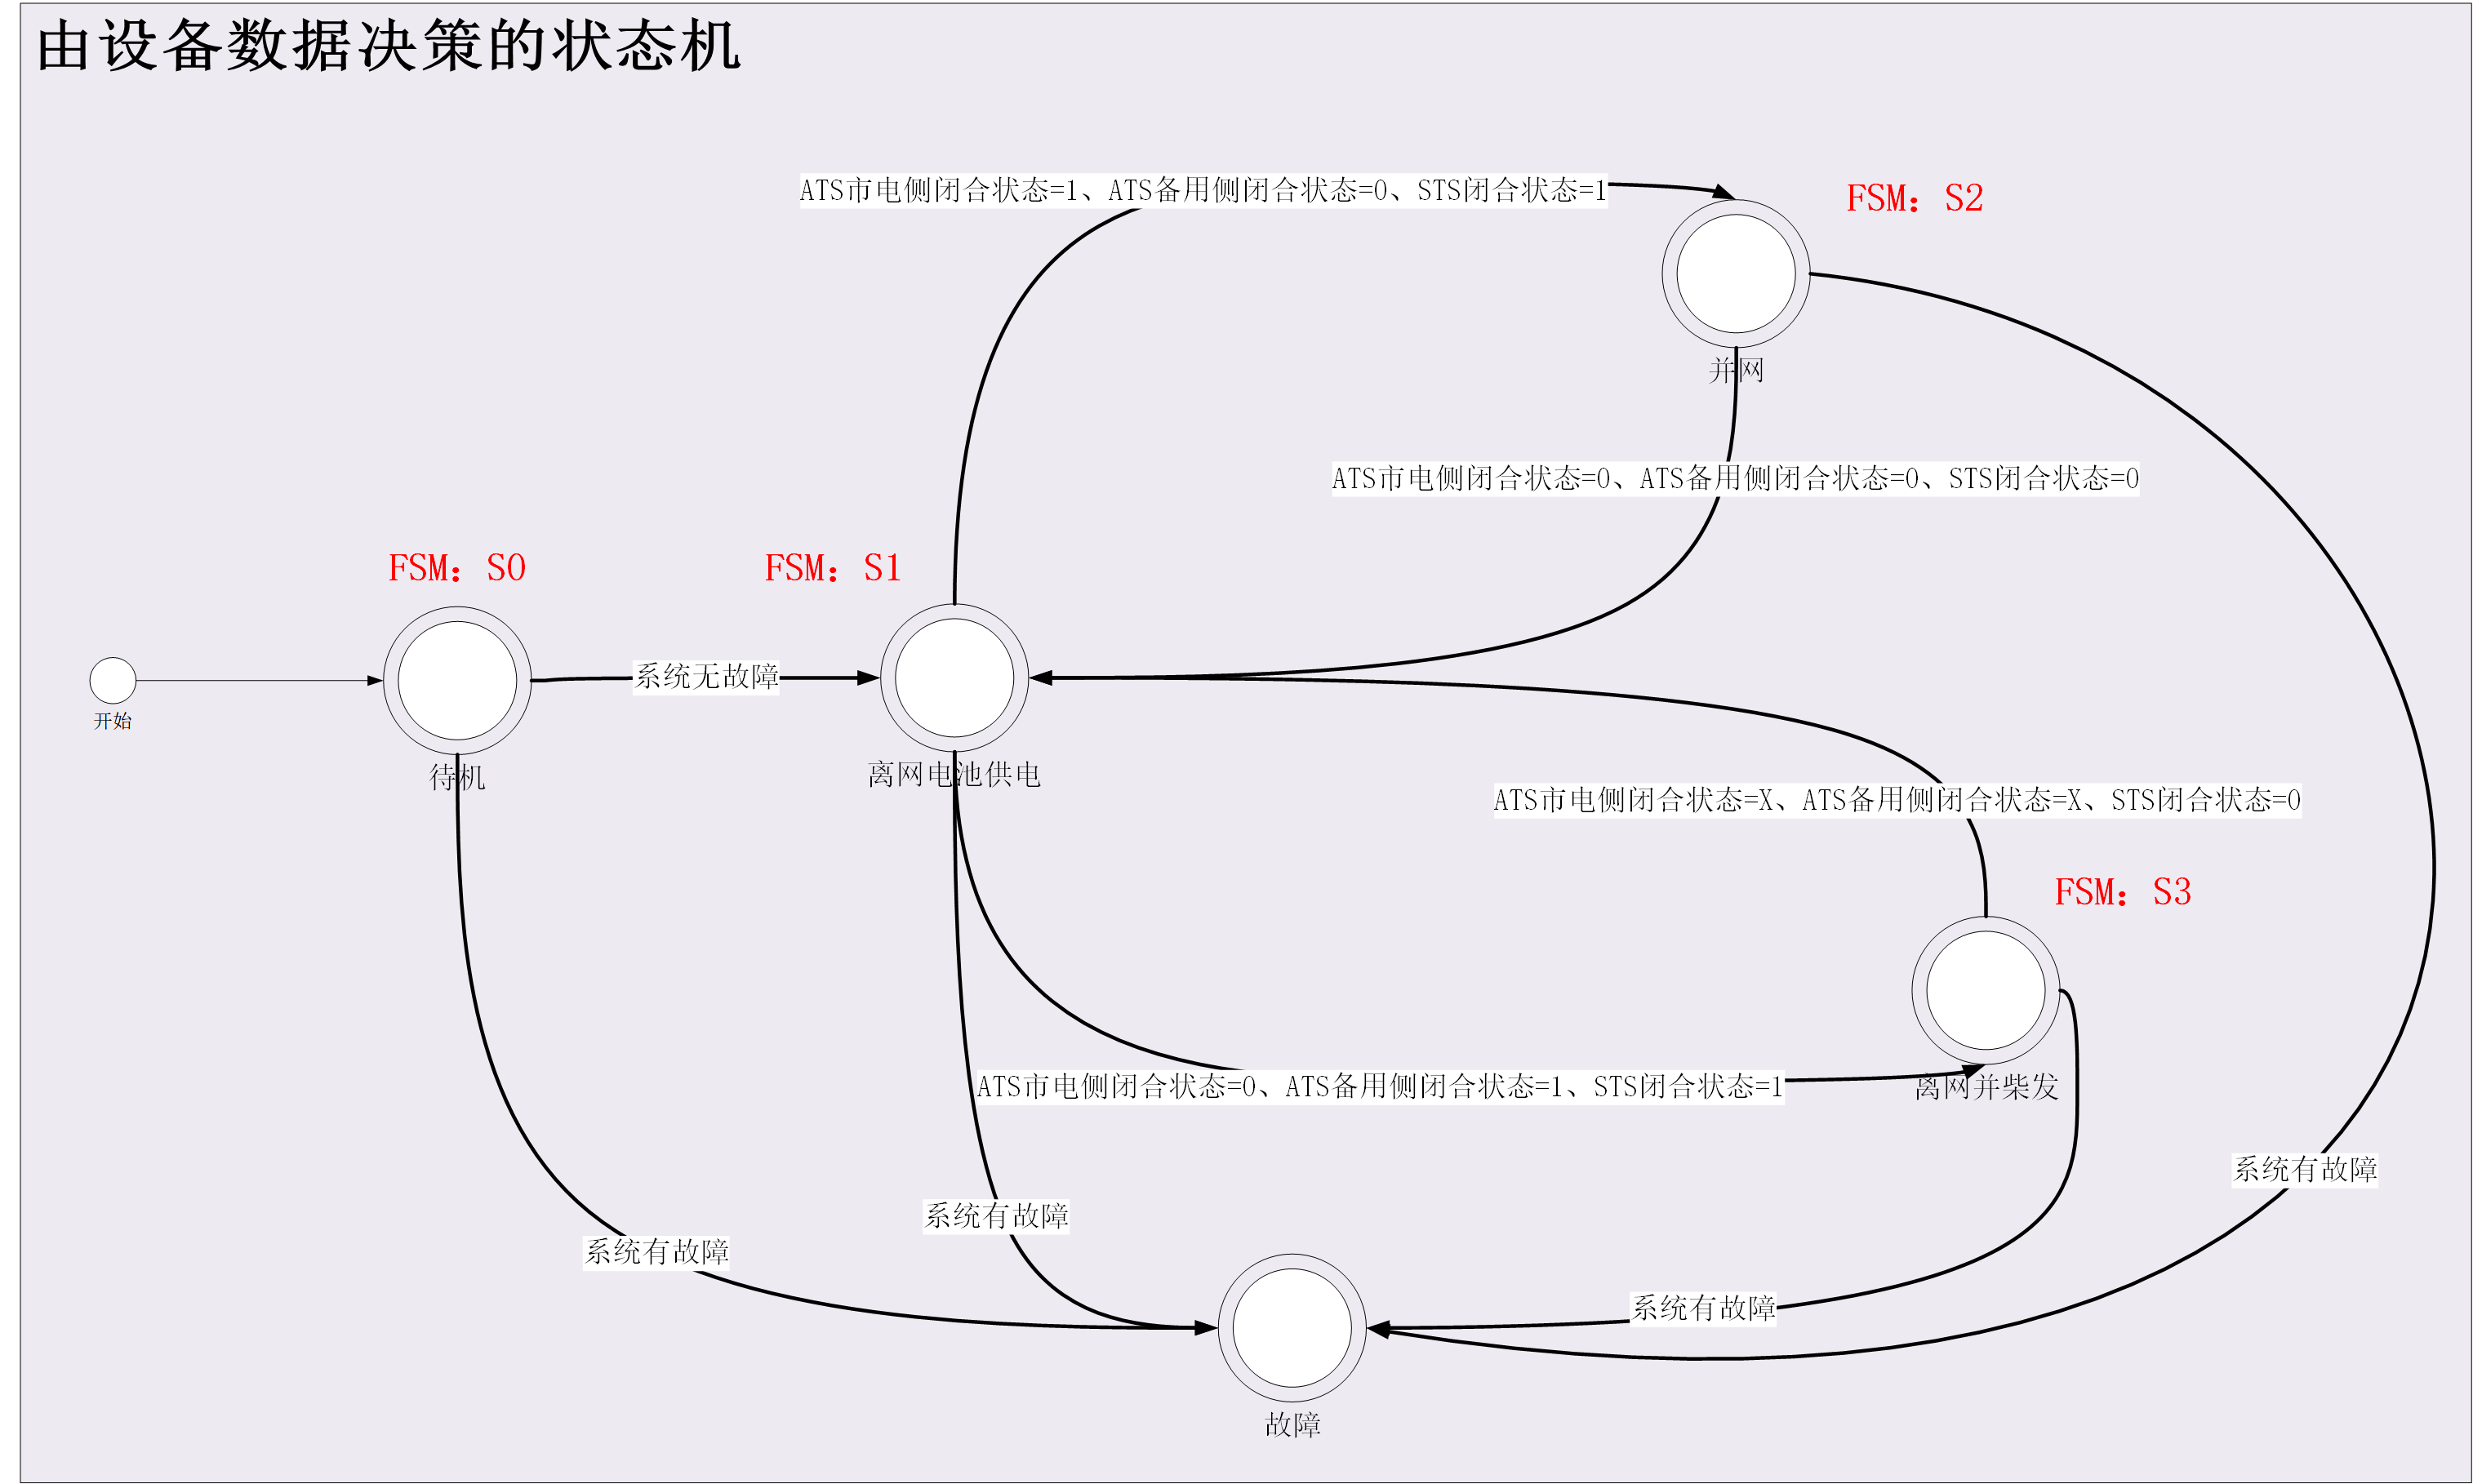 由设备数据决策的状态机
ATS市电侧闭合状态=1、ATS备用侧闭合状态=0、STS闭合状态=1
FSM：S2
并网
ATS市电侧闭合状态=0、ATS备用侧闭合状态=0、STS闭合状态=0
FSM：S0
FSM：S1
系统无故障
开始
待机
离网电池供电
ATS市电侧闭合状态=X、ATS备用侧闭合状态=X、STS闭合状态=0
FSM：S3
ATS市电侧闭合状态=0、ATS备用侧闭合状态=1、STS闭合状态=1
离网并柴发
系统有故障
系统有故障
系统有故障
系统有故障
故障